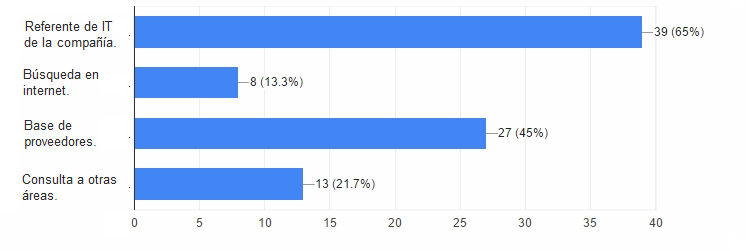 Referente de IT
de la compañía.
39 (65%)
Búsqueda en
internet.
8 (13.3%)
Base de
proveedores.
27 (45%)
Consulta a otras
áreas.
13 (21.7%)
0 5 10 15 20 25 30 35 40